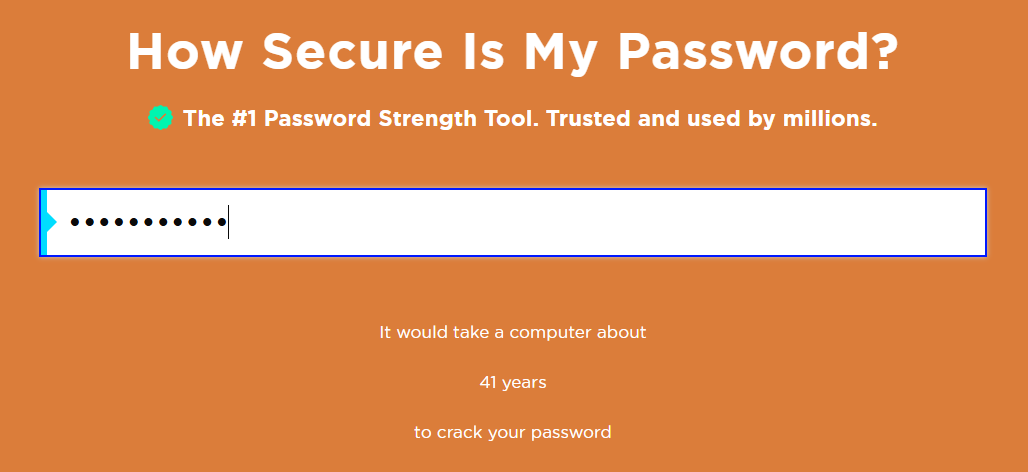 How Secure Is My Password?
The #1 Password Strength Tool. Trusted and used by millions.
•••••••••••
It would take a computer about
41 years
to crack your password